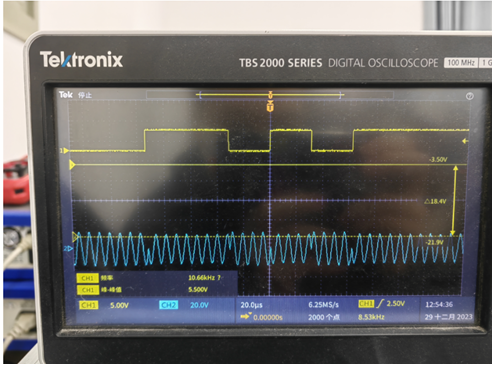 Tektronix TBS 2000 SERIES DIGITAL OSCILLOSCOPE 100 MHz 1 G
Tek 停止
-3.50V
△:18.4V
-21.9V
CH1 频率 10.66kHz ?
CH1 峰-峰值 5.500V
CH1 5.00V CH2 20.0V 20.0µs 6.25MS/s CH1 2.50V 12:54:36
0.00000s 2000 个点 8.53kHz 29 十二月 2023